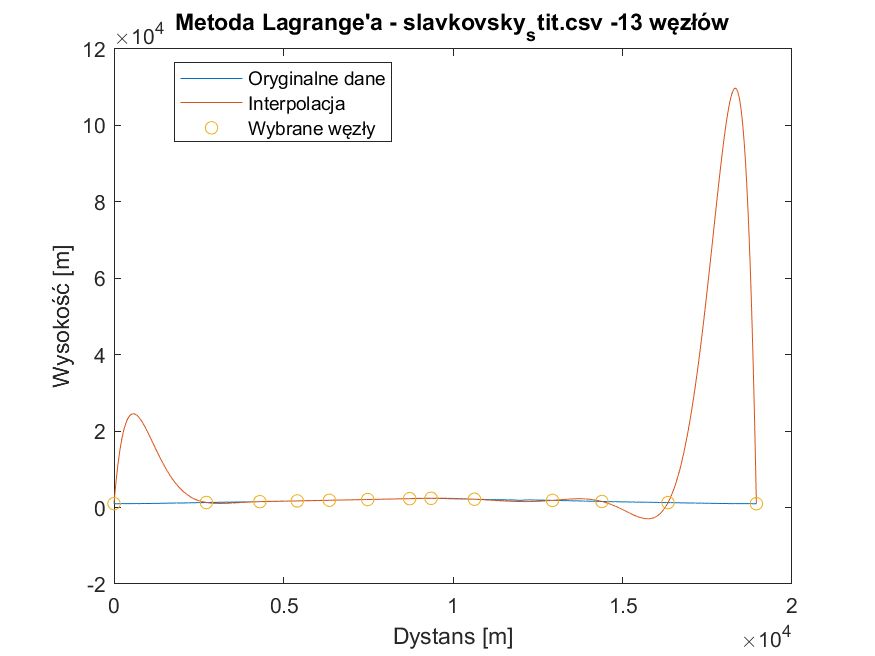 Metoda Lagrange'a - slavkovsky_stit.csv -13 węzłów
×10^4
12
10
8
6
4
2
0
-2
Wysokość [m]
Oryginalne dane
Interpolacja
Wybrane węzły
0 0.5 1 1.5 2
Dystans [m]
×10^4